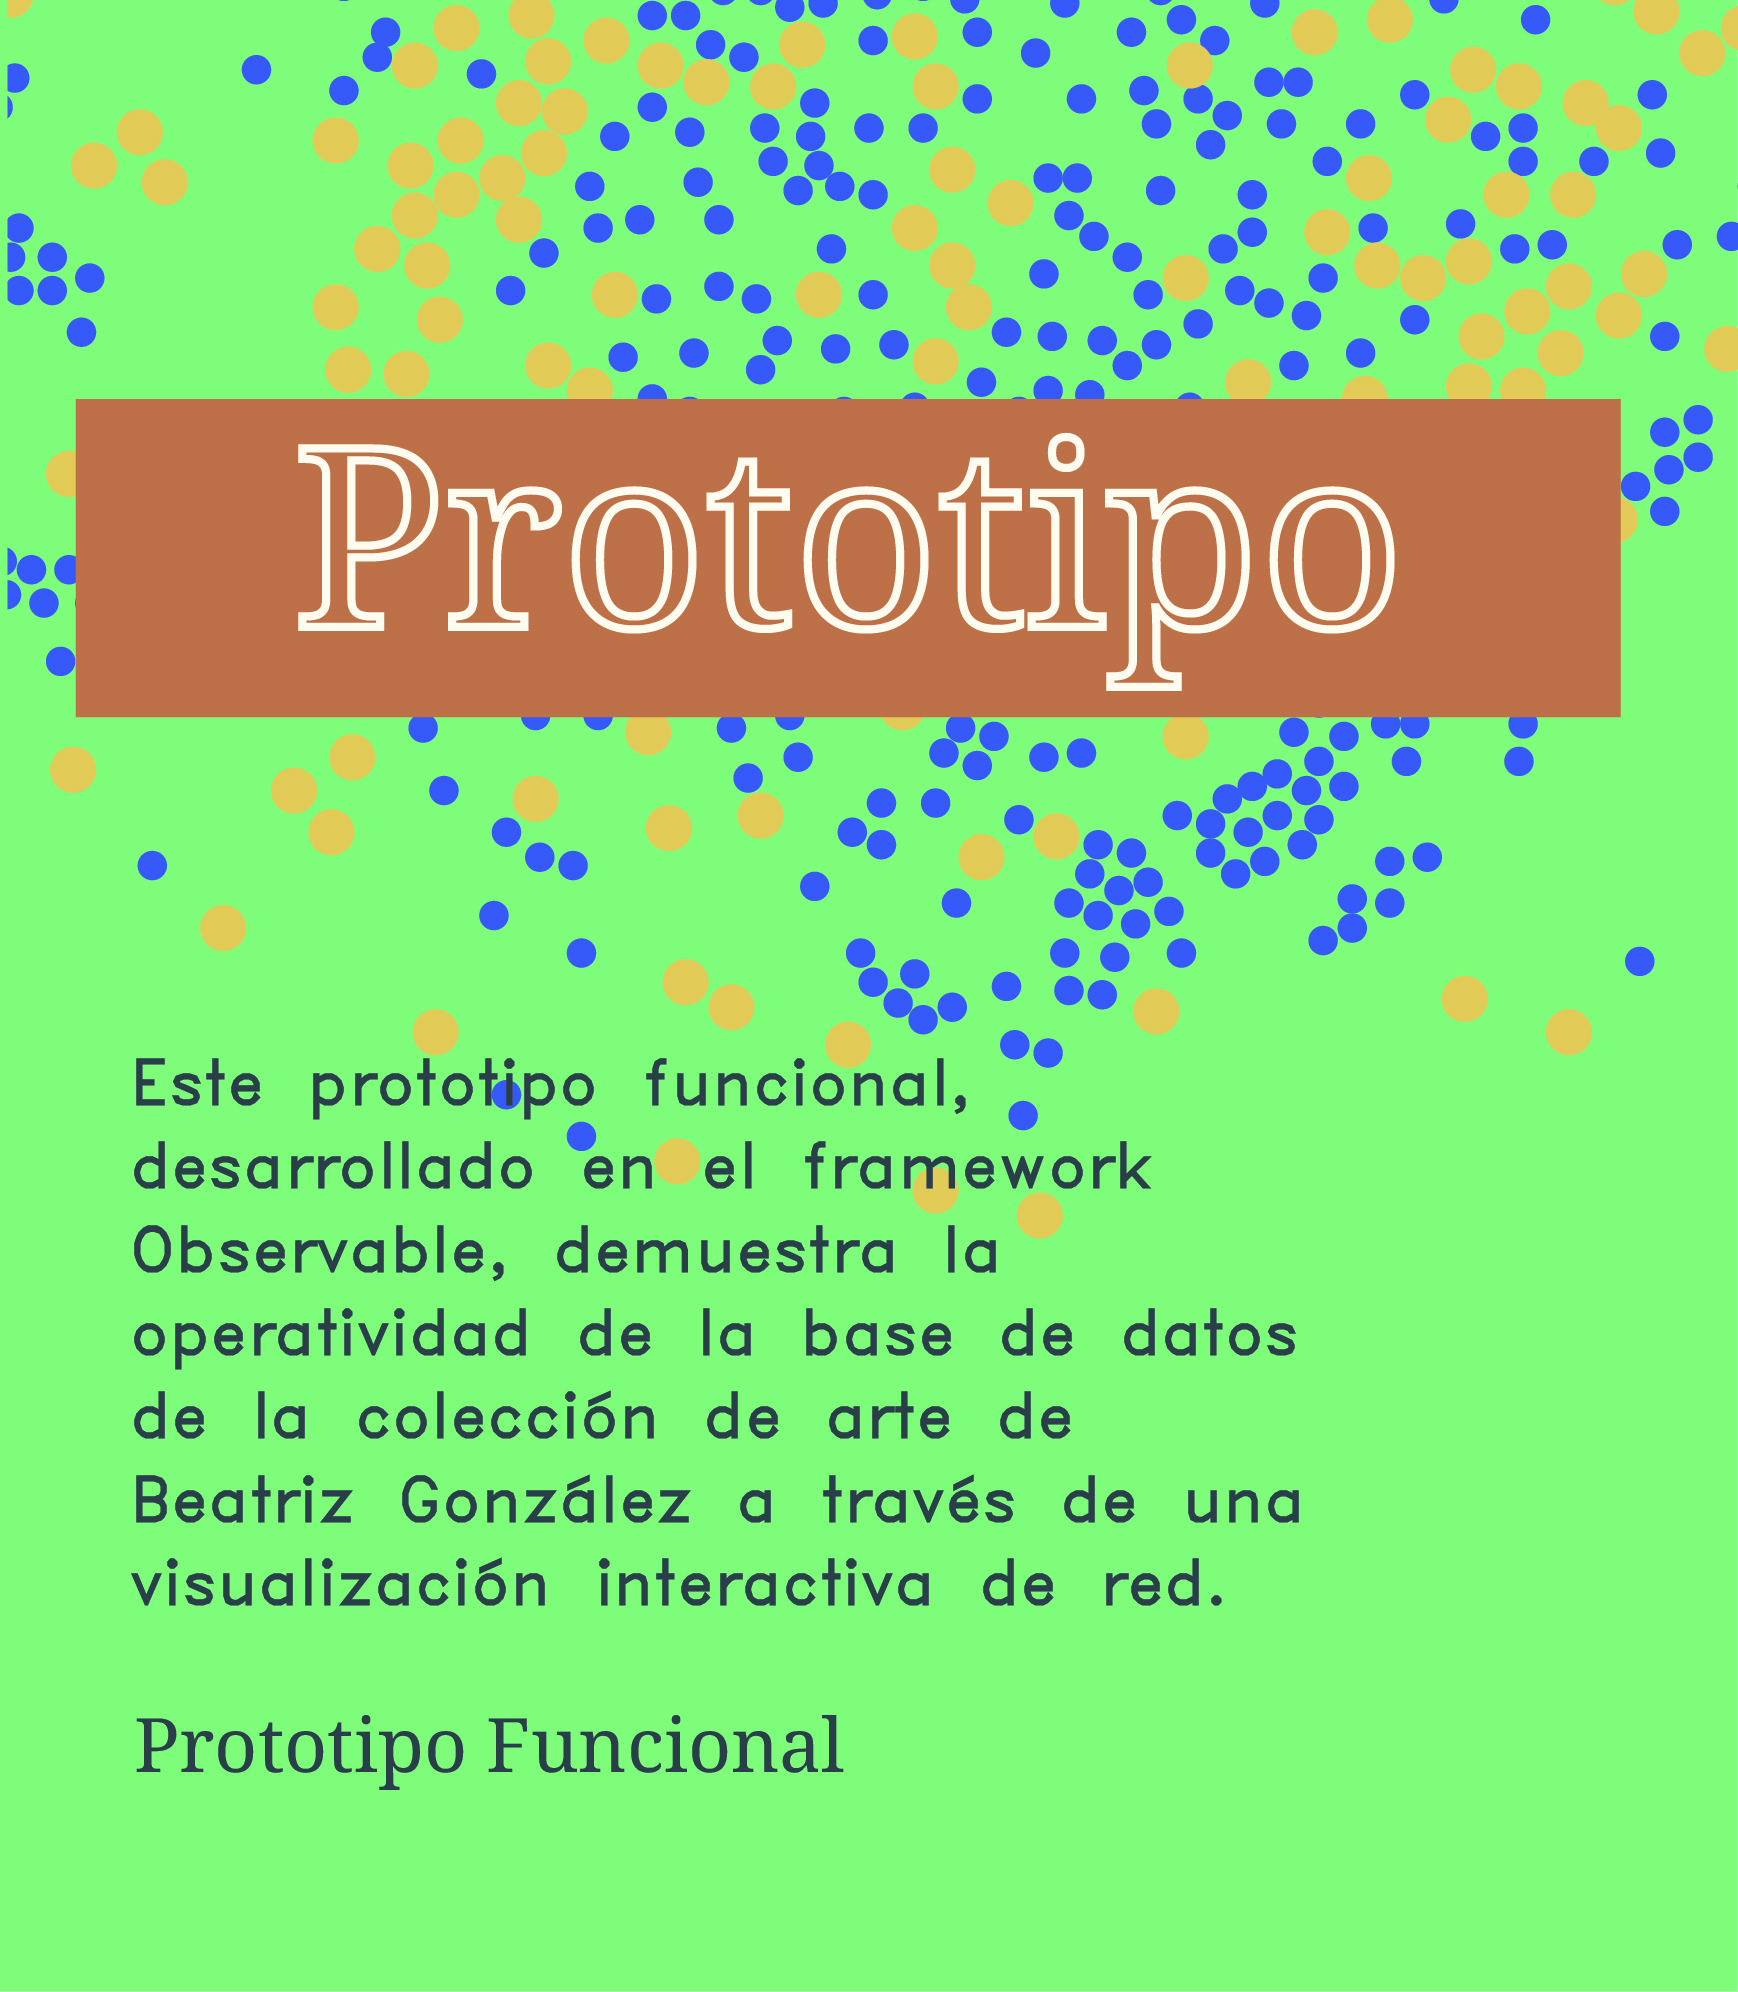 Prototipo
Este prototipo funcional,
desarrollado en el framework
Observable, demuestra la
operatividad de la base de datos
de la colección de arte de
Beatriz González a través de una
visualización interactiva de red.
Prototipo Funcional